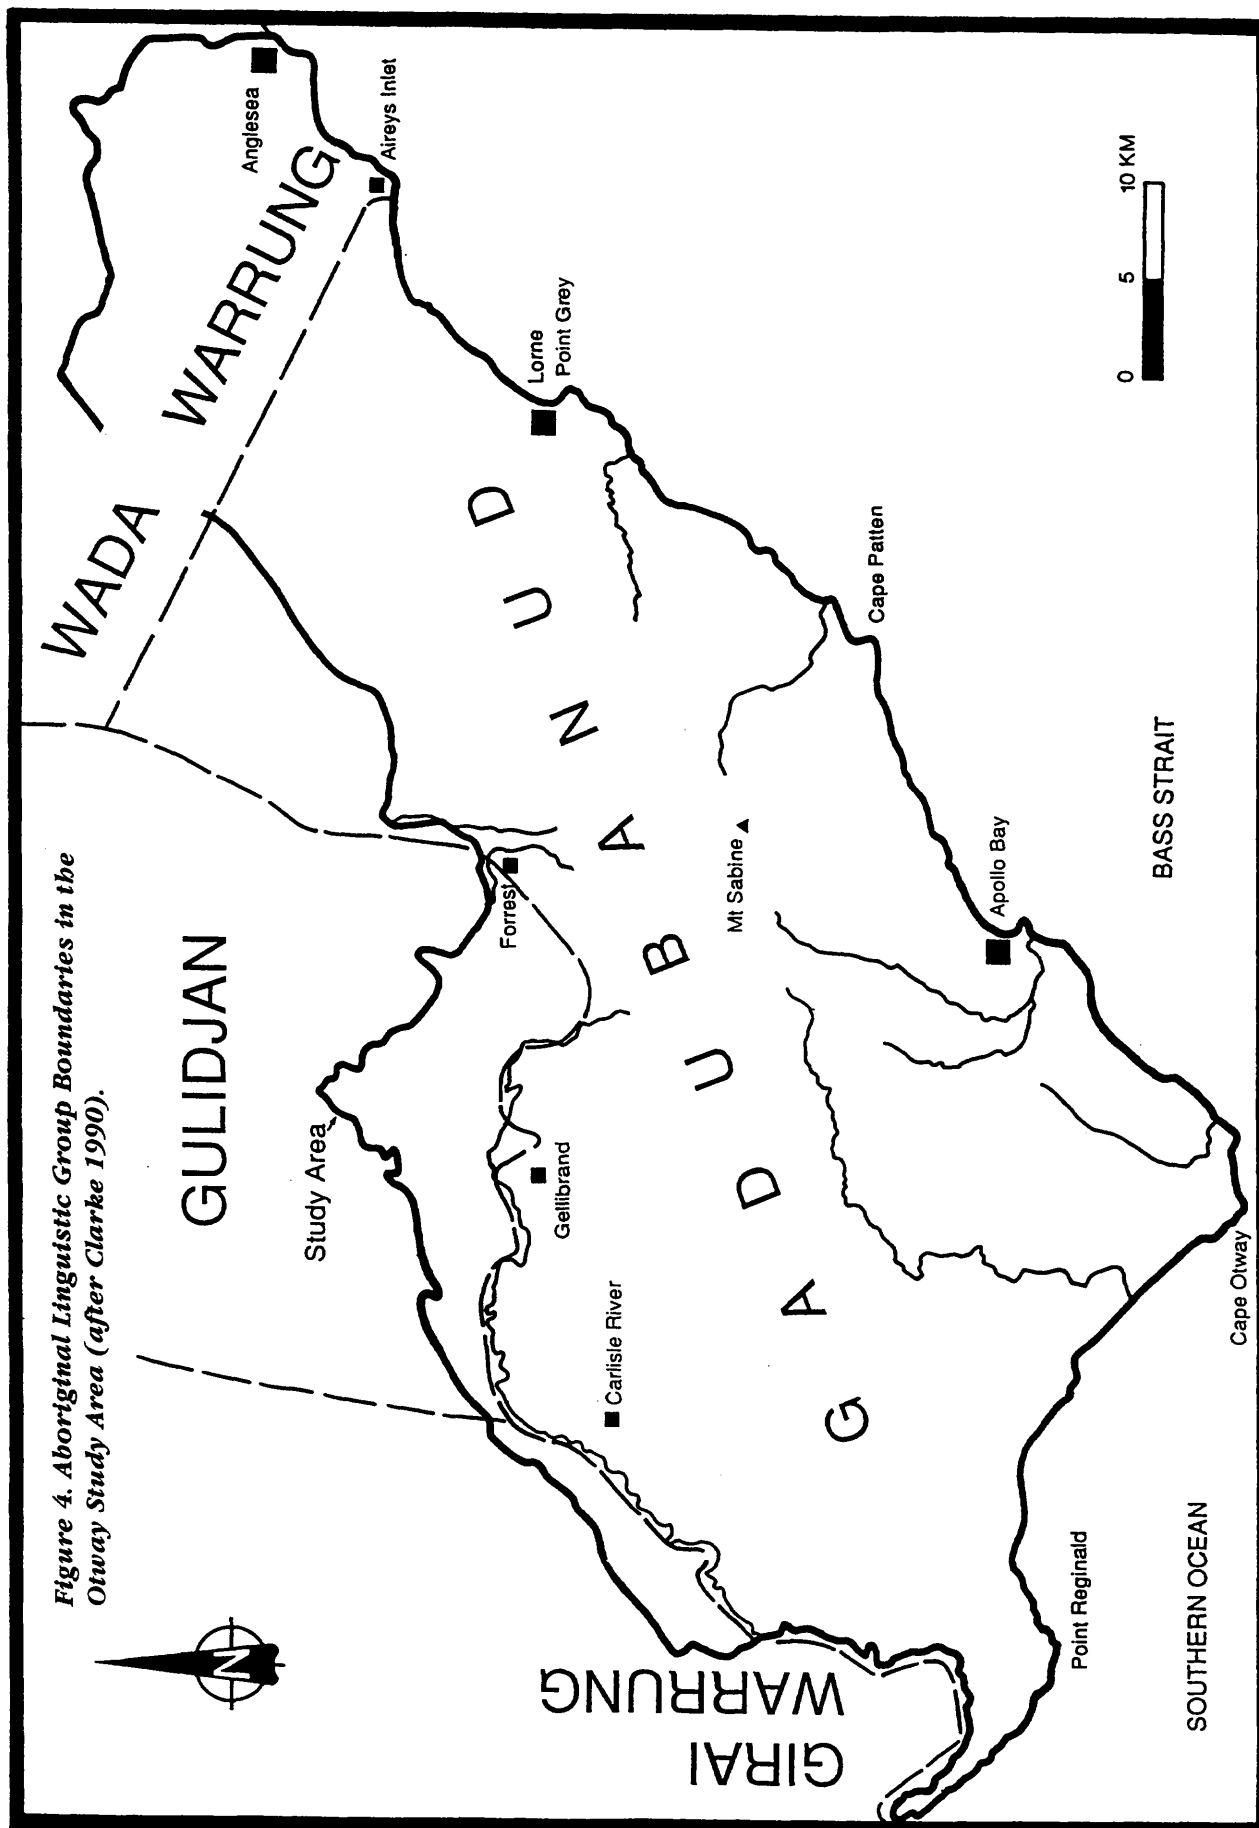 Figure 4. Aboriginal Linguistic Group Boundaries in the
Otway Study Area (after Clarke 1990).
N
WADA WARRUNG
GULIDJAN
GIRAI
WARRUNG
GADUBANUD
Study Area
Anglesea
Aireys Inlet
Lorne
Point Grey
Forrest
Gellibrand
Carlisle River
Mt Sabine
Cape Patten
Apollo Bay
Cape Otway
Point Reginald
BASS STRAIT
SOUTHERN OCEAN
0 5 10 KM